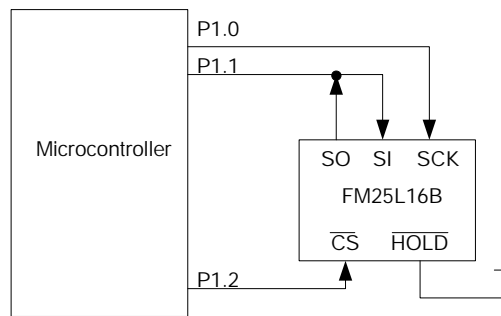 P1.0
P1.1
Microcontroller
SO SI SCK
FM25L16B
CS HOLD
P1.2